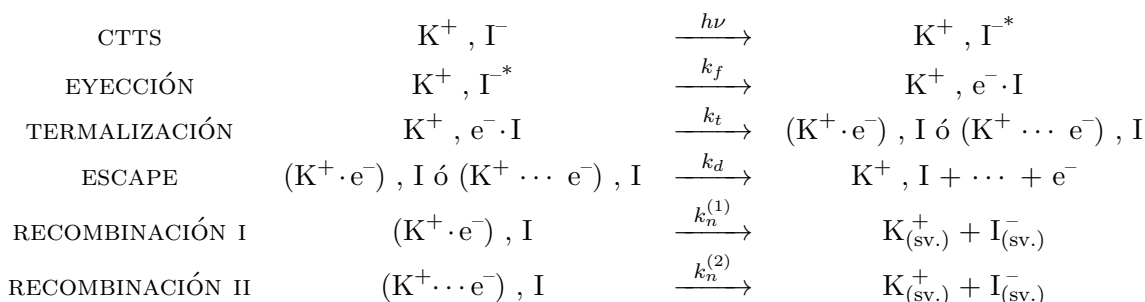 CTTS K⁺ , I⁻ hν⟶ K⁺ , I⁻*
EYECCIÓN K⁺ , I⁻* k_f⟶ K⁺ , e⁻·I
TERMALIZACIÓN K⁺ , e⁻·I k_t⟶ (K⁺·e⁻) , I ó (K⁺ ··· e⁻) , I
ESCAPE (K⁺·e⁻) , I ó (K⁺ ··· e⁻) , I k_d⟶ K⁺ , I + ··· + e⁻
RECOMBINACIÓN I (K⁺·e⁻) , I k_n^(1)⟶ K⁺_(sv.) + I⁻_(sv.)
RECOMBINACIÓN II (K⁺···e⁻) , I k_n^(2)⟶ K⁺_(sv.) + I⁻_(sv.)